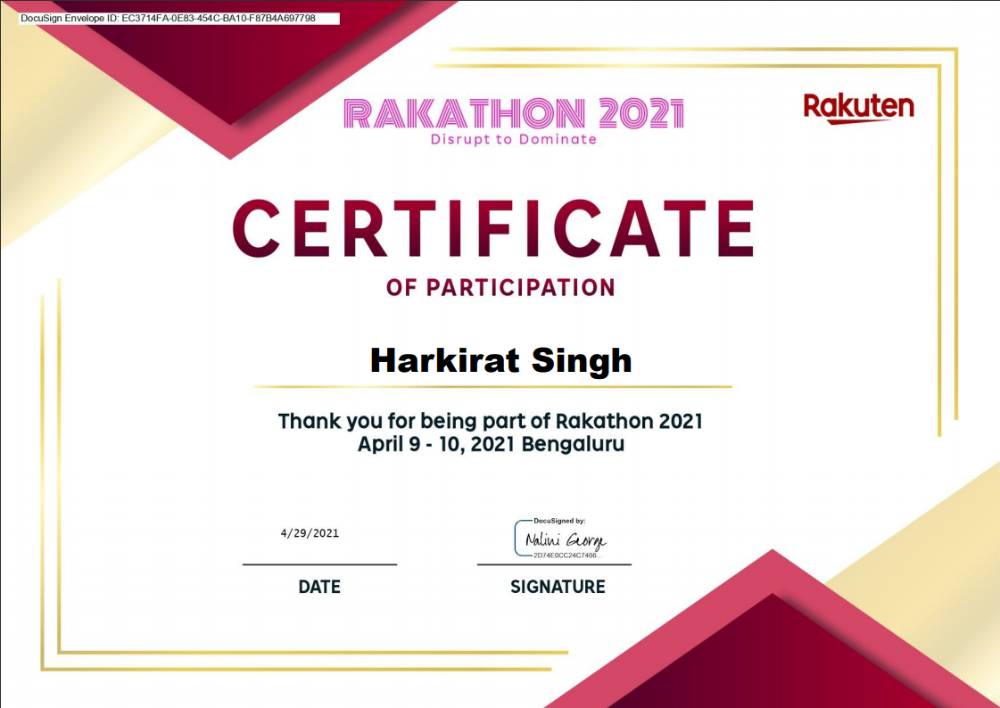 DocuSign Envelope ID: EC3714FA-0E83-454C-BA10-F87B4A697798
RAKATHON 2021
Disrupt to Dominate
Rakuten
CERTIFICATE
OF PARTICIPATION
Harkirat Singh
Thank you for being part of Rakathon 2021
April 9 - 10, 2021 Bengaluru
4/29/2021
DATE
DocuSigned by:
Nalini George
2D74E0CC24C7466...
SIGNATURE